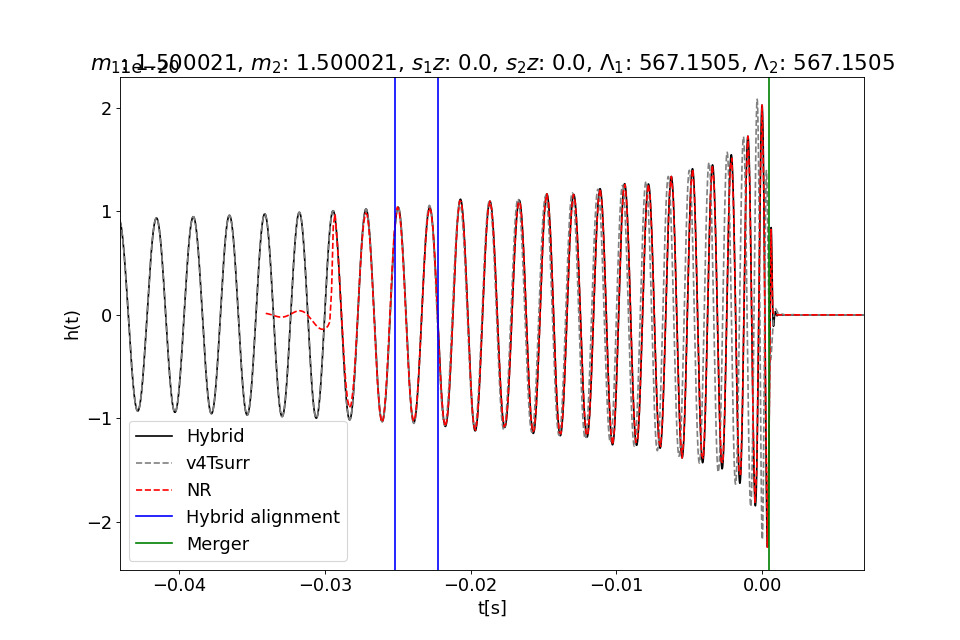 m₁: 1.500021, m₂: 1.500021, s₁z: 0.0, s₂z: 0.0, Λ₁: 567.1505, Λ₂: 567.1505
1e−20
2
1
0
−1
−2
h(t)
Hybrid
v4Tsurr
NR
Hybrid alignment
Merger
−0.04
−0.03
−0.02
−0.01
0.00
t[s]